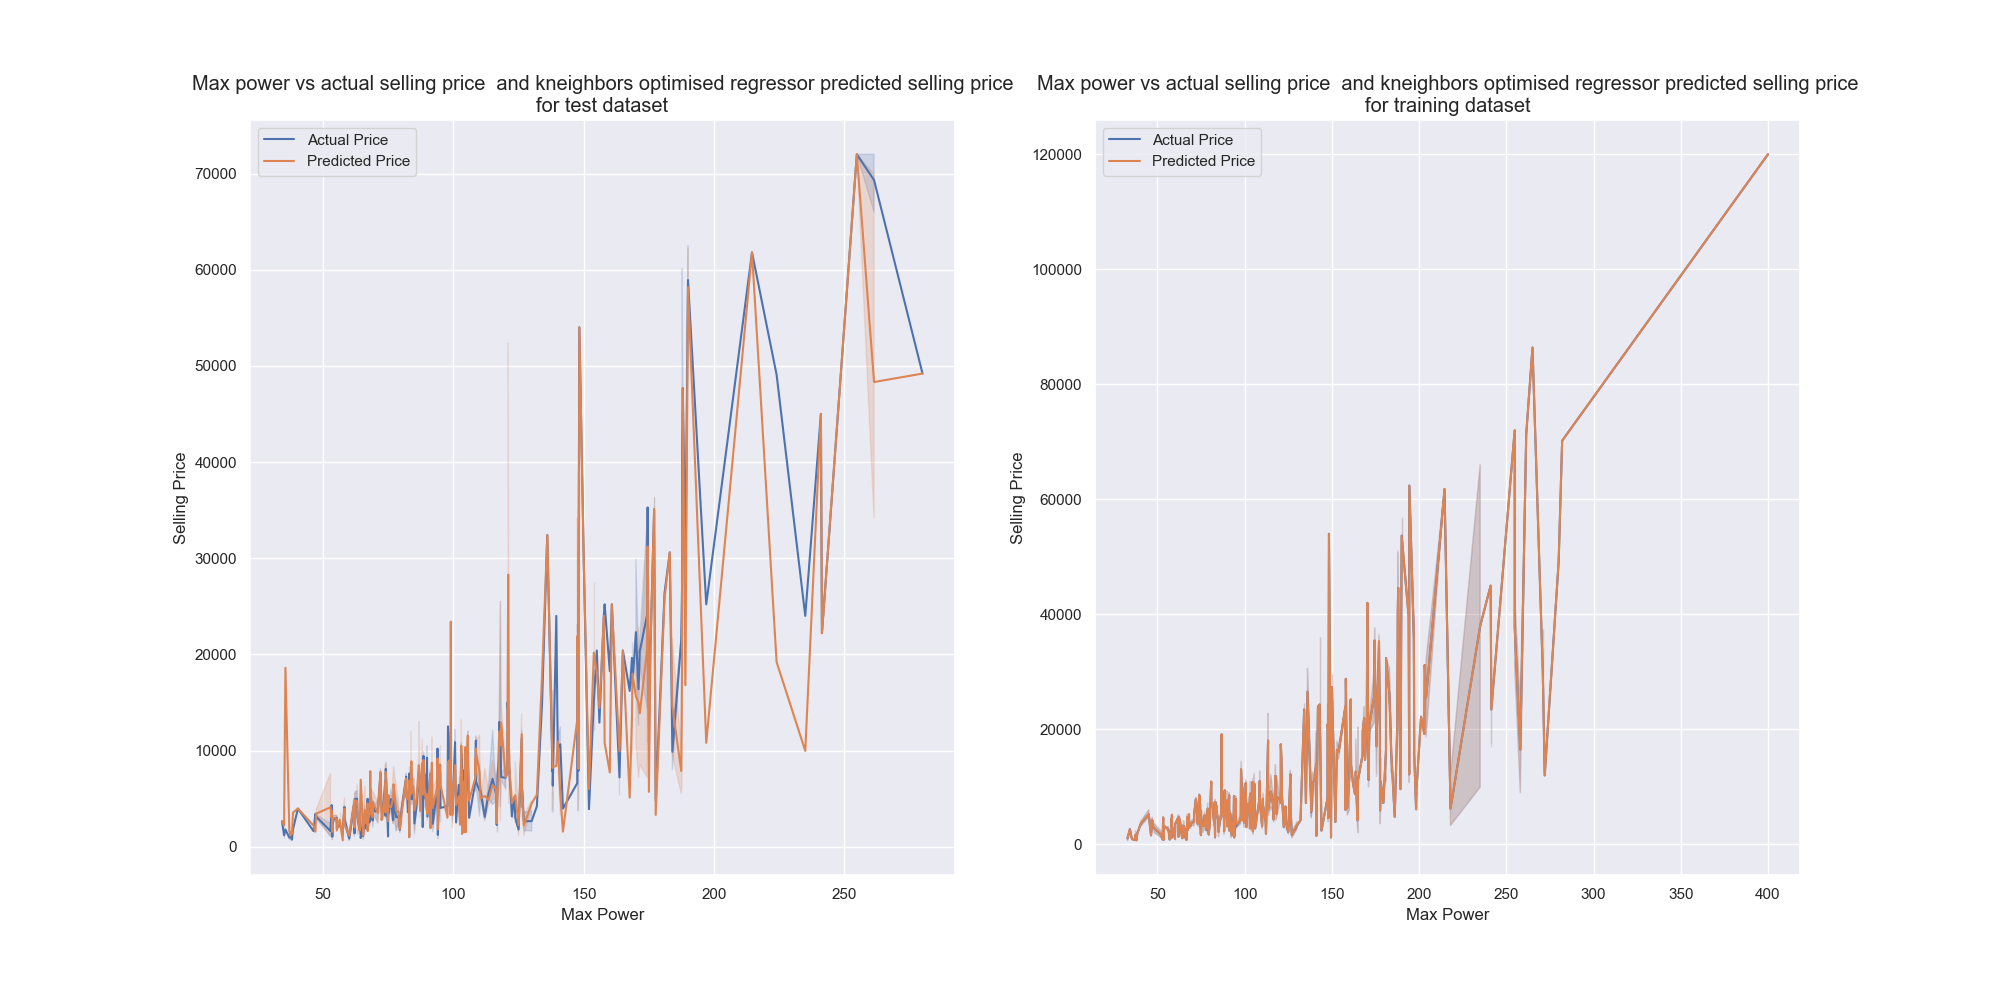 Max power vs actual selling price  and kneighbors optimised regressor predicted selling price
for test dataset
Actual Price
Predicted Price
70000
60000
50000
40000
30000
20000
10000
0
Selling Price
50 100 150 200 250
Max Power
Max power vs actual selling price  and kneighbors optimised regressor predicted selling price
for training dataset
Actual Price
Predicted Price
120000
100000
80000
60000
40000
20000
0
Selling Price
50 100 150 200 250 300 350 400
Max Power